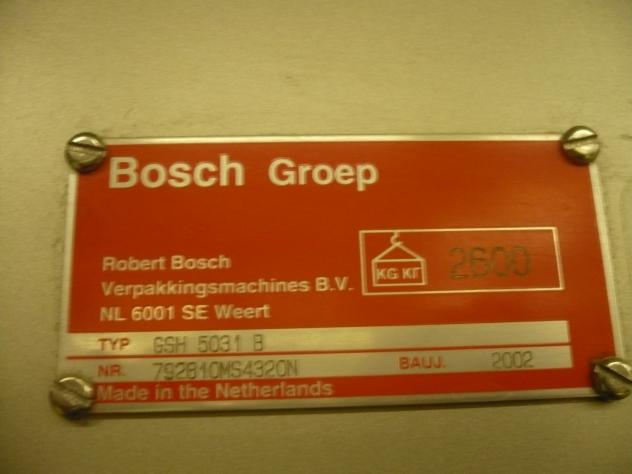 Bosch Groep
Robert Bosch
Verpakkingsmachines B.V.
NL 6001 SE Weert
KG КГ 2600
TYP GSH 5031 B
NR. 792810MS4320N BAUJ. 2002
Made in the Netherlands